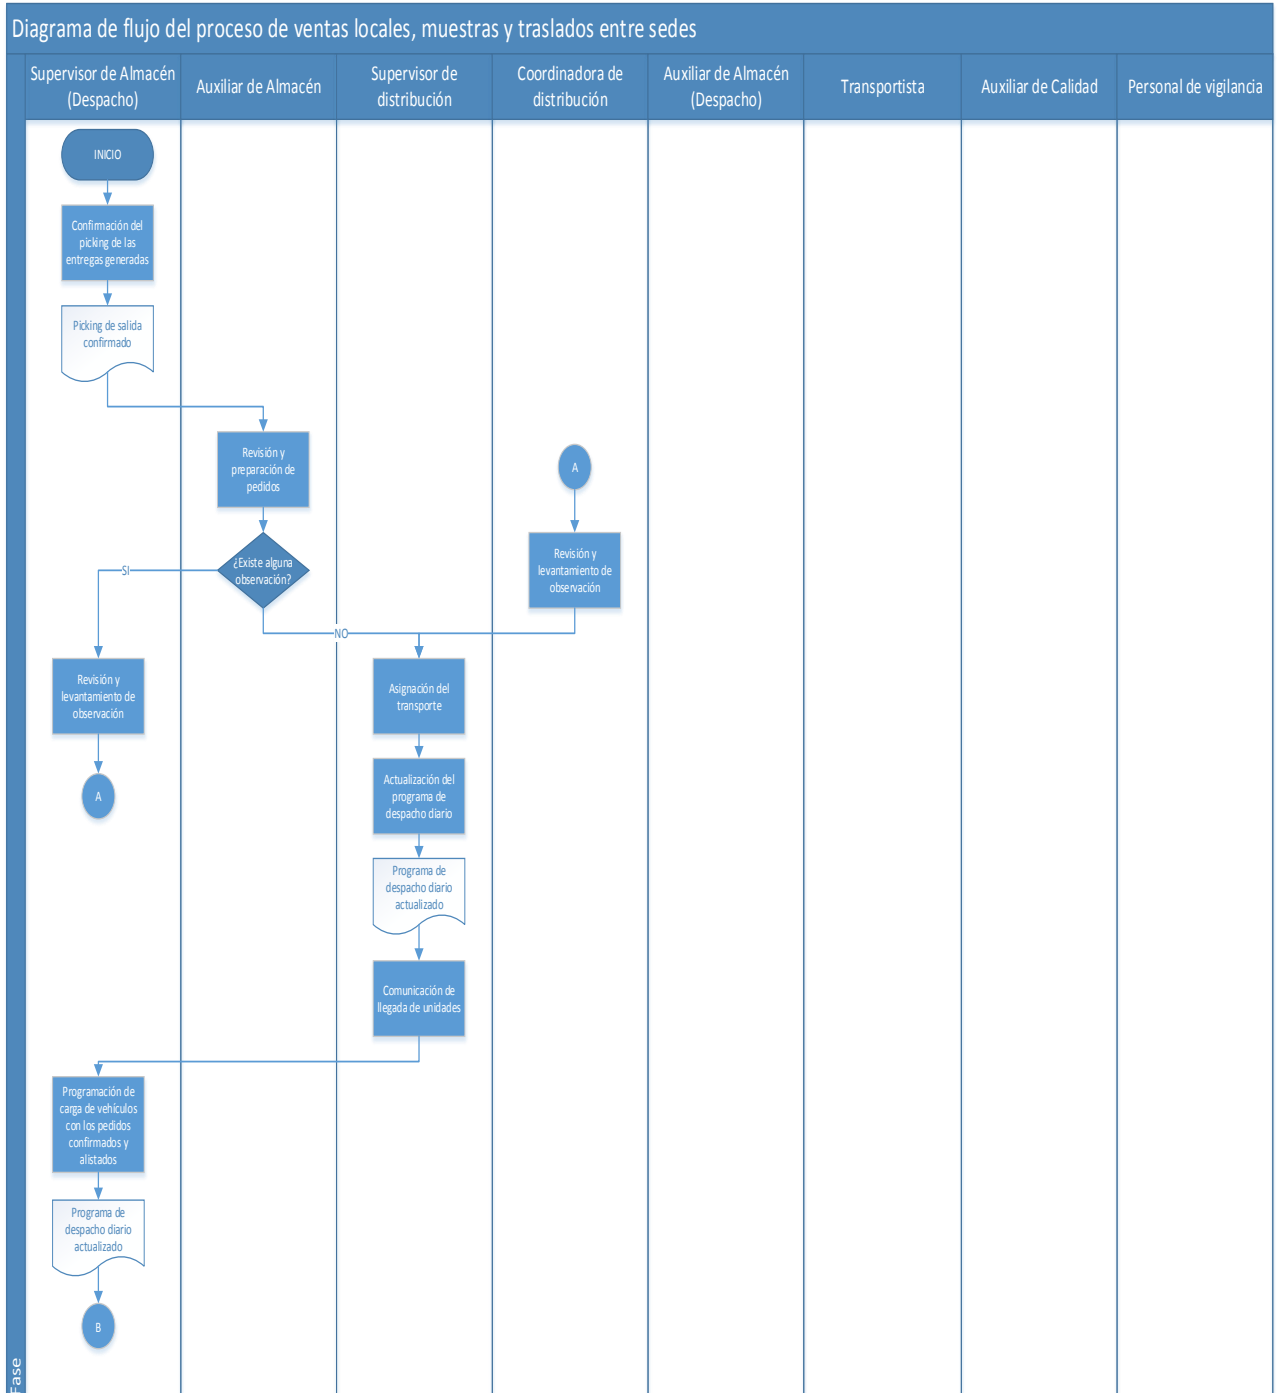 Diagrama de flujo del proceso de ventas locales, muestras y traslados entre sedes
Supervisor de Almacén
(Despacho)
Auxiliar de Almacén
Supervisor de
distribución
Coordinadora de
distribución
Auxiliar de Almacén
(Despacho)
Transportista
Auxiliar de Calidad
Personal de vigilancia
INICIO
Confirmación del
picking de las
entregas generadas
Picking de salida
confirmado
Revisión y
preparación de
pedidos
A
¿Existe alguna
observación?
SI
Revisión y
levantamiento de
observación
NO
Revisión y
levantamiento de
observación
A
Asignación del
transporte
Actualización del
programa de
despacho diario
Programa de
despacho diario
actualizado
Comunicación de
llegada de unidades
Programación de
carga de vehículos
con los pedidos
confirmados y
alistados
Programa de
despacho diario
actualizado
B
Fase